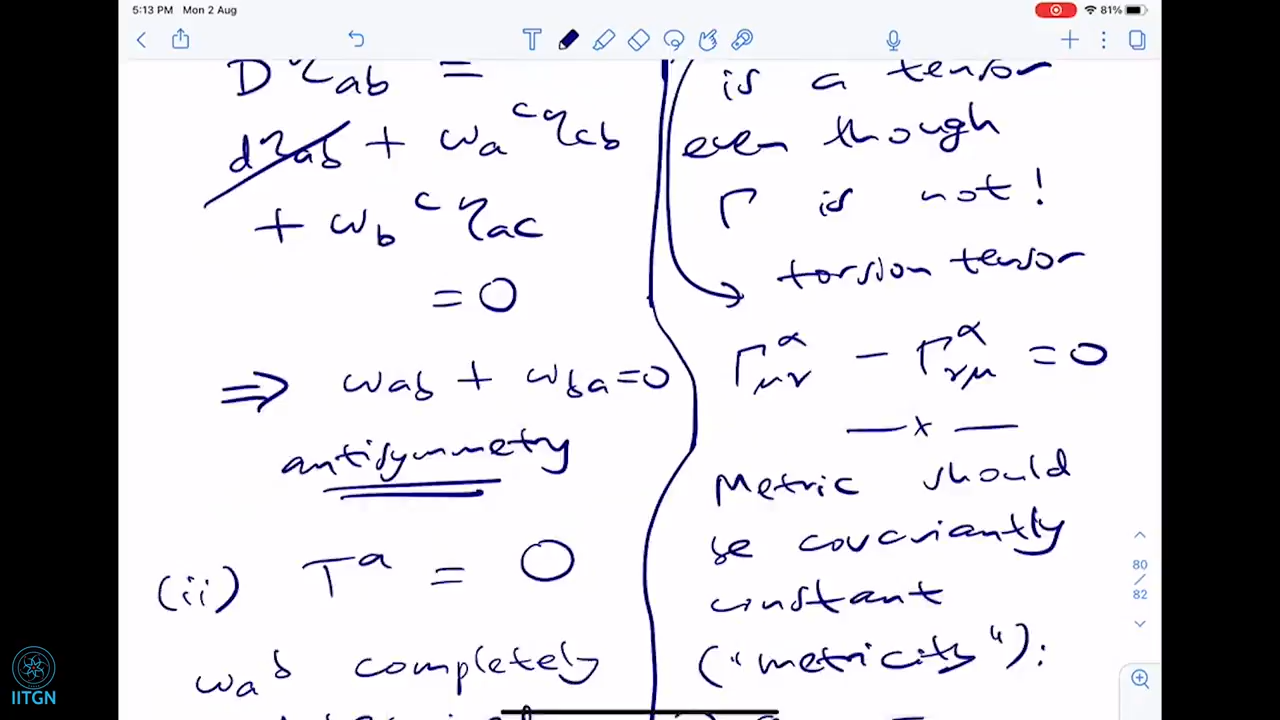 5:13 PM Mon 2 Aug
81%
D η_ab =
dη_ab + ω_a^c η_cb
+ ω_b^c η_ac
= 0
⇒ ω_ab + ω_ba = 0
antisymmetry
(ii) T^a = 0
ω_a^b completely
is a tensor
even though
Γ is not!
torsion tensor
Γ^α_μν − Γ^α_νμ = 0
— x —
Metric should
be covariantly
constant
("metricity"):
80
/
82
IITGN